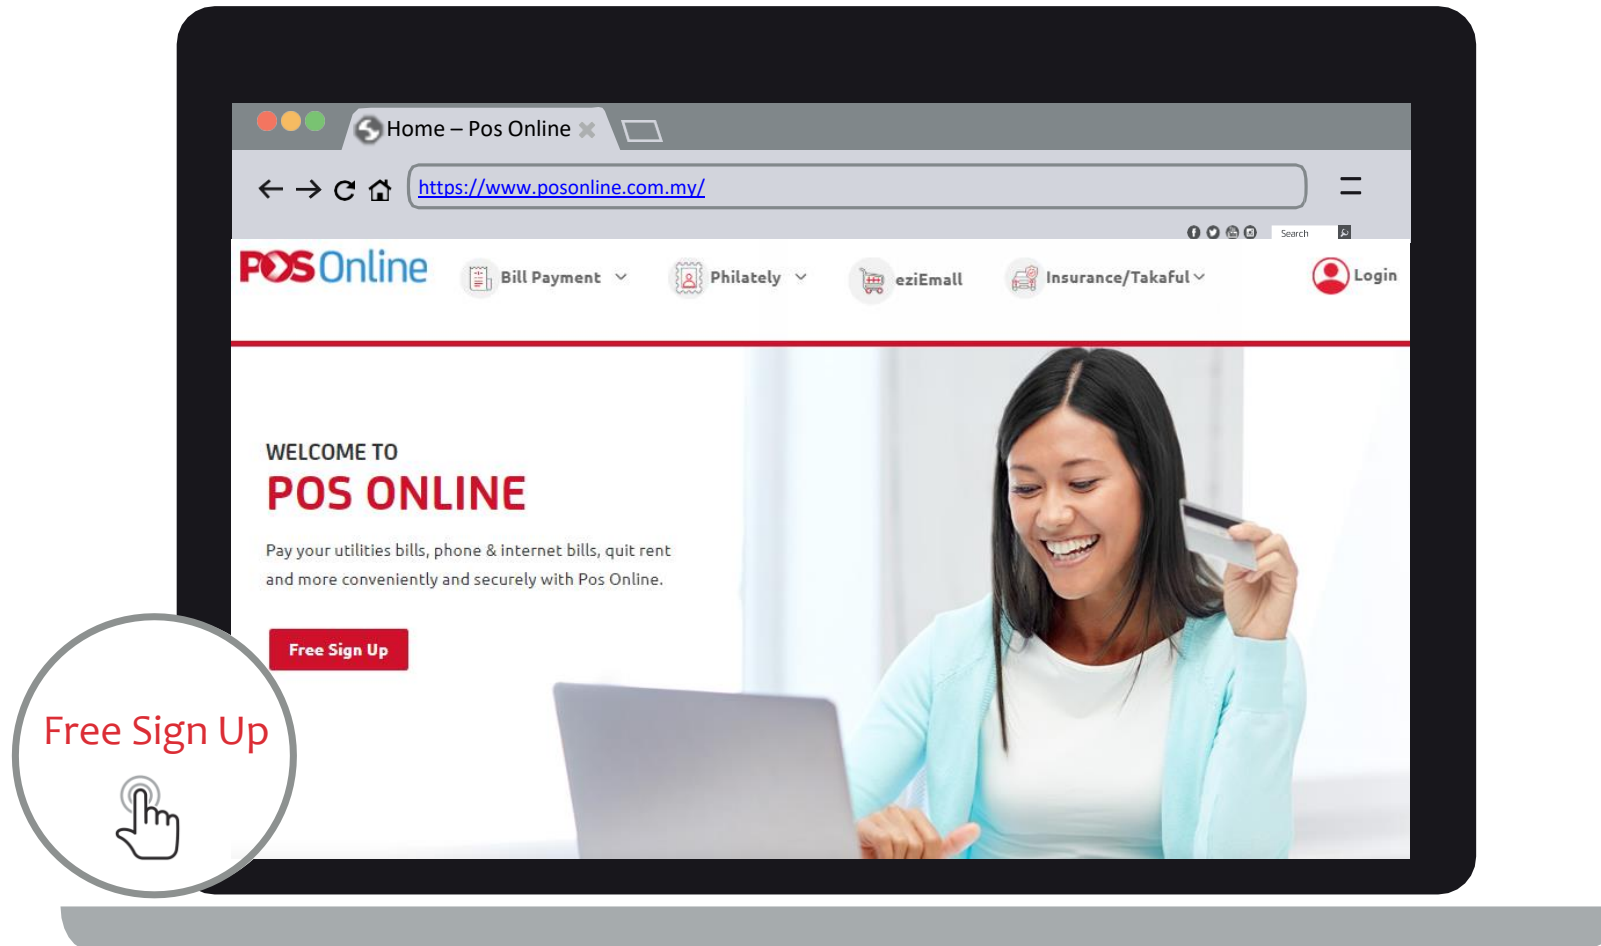 Home – Pos Online
https://www.posonline.com.my/
Search
POS Online
Bill Payment
Philately
eziEmall
Insurance/Takaful
Login
WELCOME TO
POS ONLINE
Pay your utilities bills, phone & internet bills, quit rent
and more conveniently and securely with Pos Online.
Free Sign Up
Free Sign Up